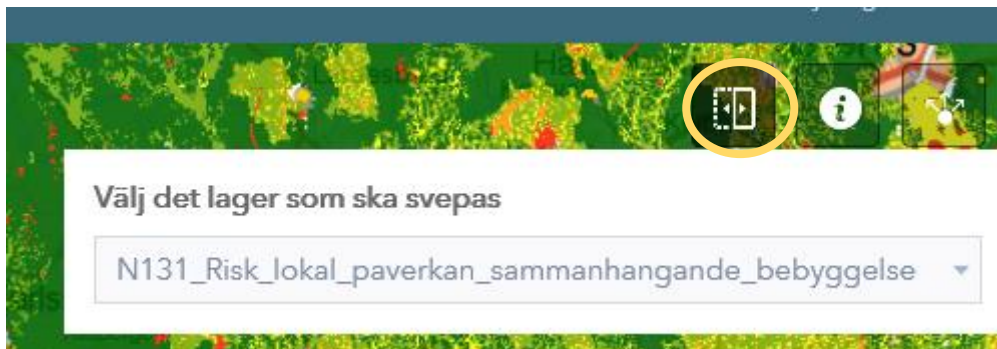 Välj det lager som ska svepas
N131_Risk_lokal_paverkan_sammanhangande_bebyggelse